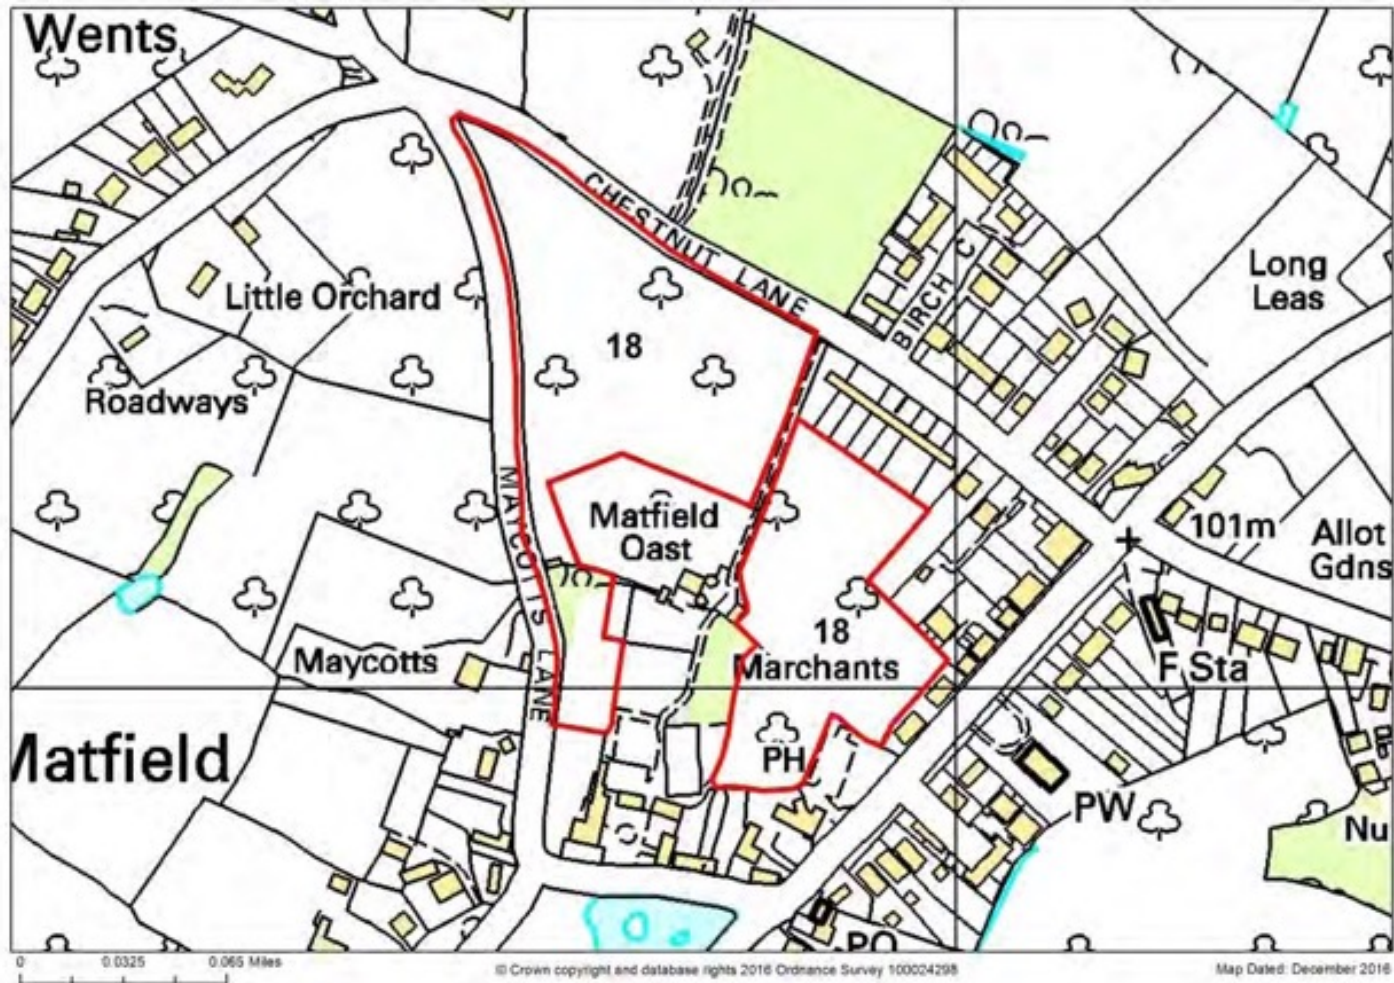 Wents
CHESTNUT LANE
BIRCH C
Long
Leas
Little Orchard
18
Roadways
MAYCOTTS LANE
Matfield
Oast
101m
Allot
Gdns
18
Marchants
Maycotts
F Sta
Matfield
PH
PW
Nu
PO
0 0.0325 0.065 Miles
© Crown copyright and database rights 2016 Ordnance Survey 100024298
Map Dated: December 2016